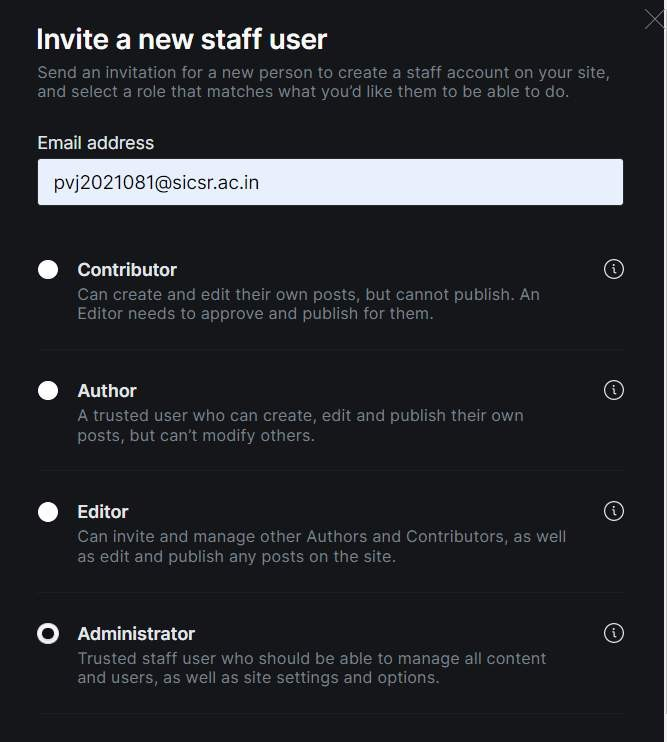 Invite a new staff user
Send an invitation for a new person to create a staff account on your site,
and select a role that matches what you’d like them to be able to do.
Email address
pvj2021081@sicsr.ac.in
Contributor
Can create and edit their own posts, but cannot publish. An
Editor needs to approve and publish for them.
Author
A trusted user who can create, edit and publish their own
posts, but can’t modify others.
Editor
Can invite and manage other Authors and Contributors, as well
as edit and publish any posts on the site.
Administrator
Trusted staff user who should be able to manage all content
and users, as well as site settings and options.